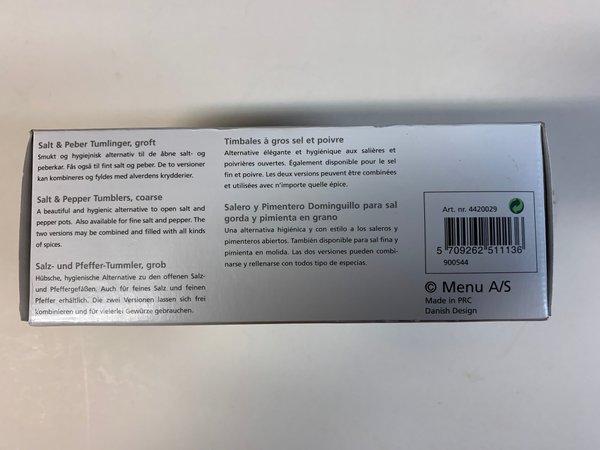 Salt & Peber Tumlinger, groft
Smukt og hygiejnisk alternativ til de åbne salt- og
peberkar. Fås også til fint salt og peber. De to versioner
kan kombineres og fyldes med alverdens krydderier.
Salt & Pepper Tumblers, coarse
A beautiful and hygienic alternative to open salt and
pepper pots. Also available for fine salt and pepper. The
two versions may be combined and filled with all kinds
of spices.
Salz- und Pfeffer-Tummler, grob
Hübsche, hygienische Alternative zu den offenen Salz-
und Pfeffergefäßen. Auch für feines Salz und feinen
Pfeffer erhältlich. Die zwei Versionen lassen sich frei
kombinieren und für vielerlei Gewürze gebrauchen.
Timbales à gros sel et poivre
Alternative élégante et hygiénique aux salières et
poivrières ouvertes. Également disponible pour le sel
fin et poivre. Les deux versions peuvent être combinées
et utilisées avec n'importe quelle épice.
Salero y Pimentero Dominguillo para sal
gorda y pimienta en grano
Una alternativa higiénica y con estilo a los saleros y
pimenteros abiertos. También disponible para sal fina y
pimienta en molida. Las dos versiones pueden combi-
narse y rellenarse con todos tipo de especias.
Art. nr. 4420029
5 709262 511136
900544
© Menu A/S
Made in PRC
Danish Design